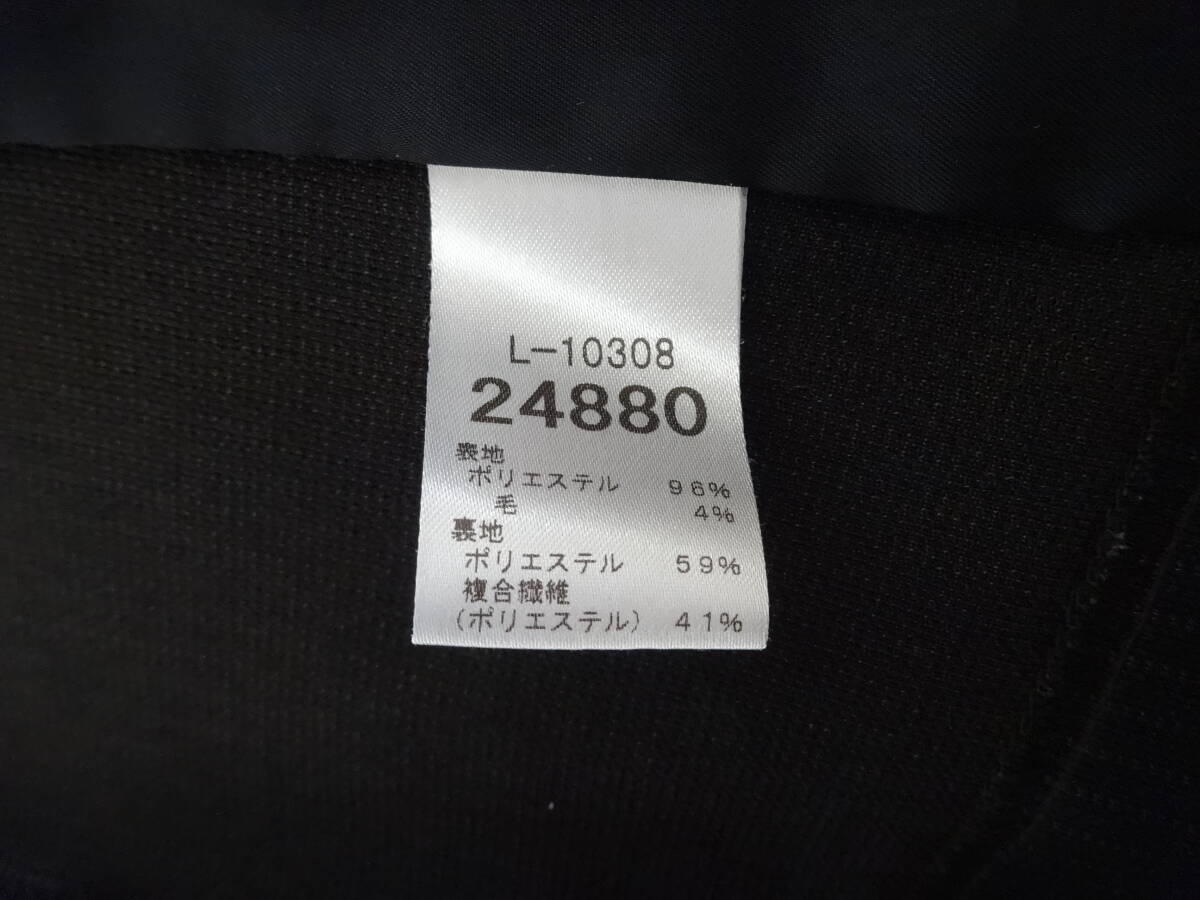 L-10308
24880
表地
ポリエステル 96%
毛 4%
裏地
ポリエステル 59%
複合繊維
(ポリエステル) 41%